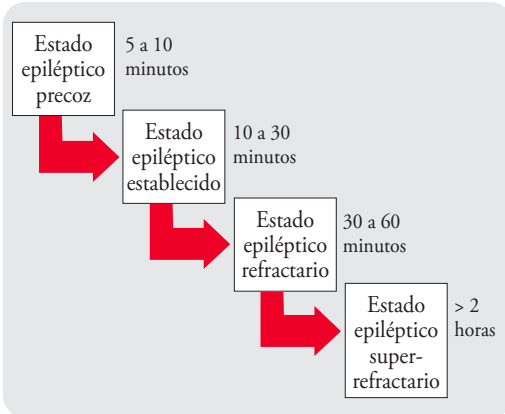 Estado
epiléptico
precoz
5 a 10
minutos
Estado
epiléptico
establecido
10 a 30
minutos
Estado
epiléptico
refractario
30 a 60
minutos
Estado
epiléptico
super-
refractario
> 2
horas